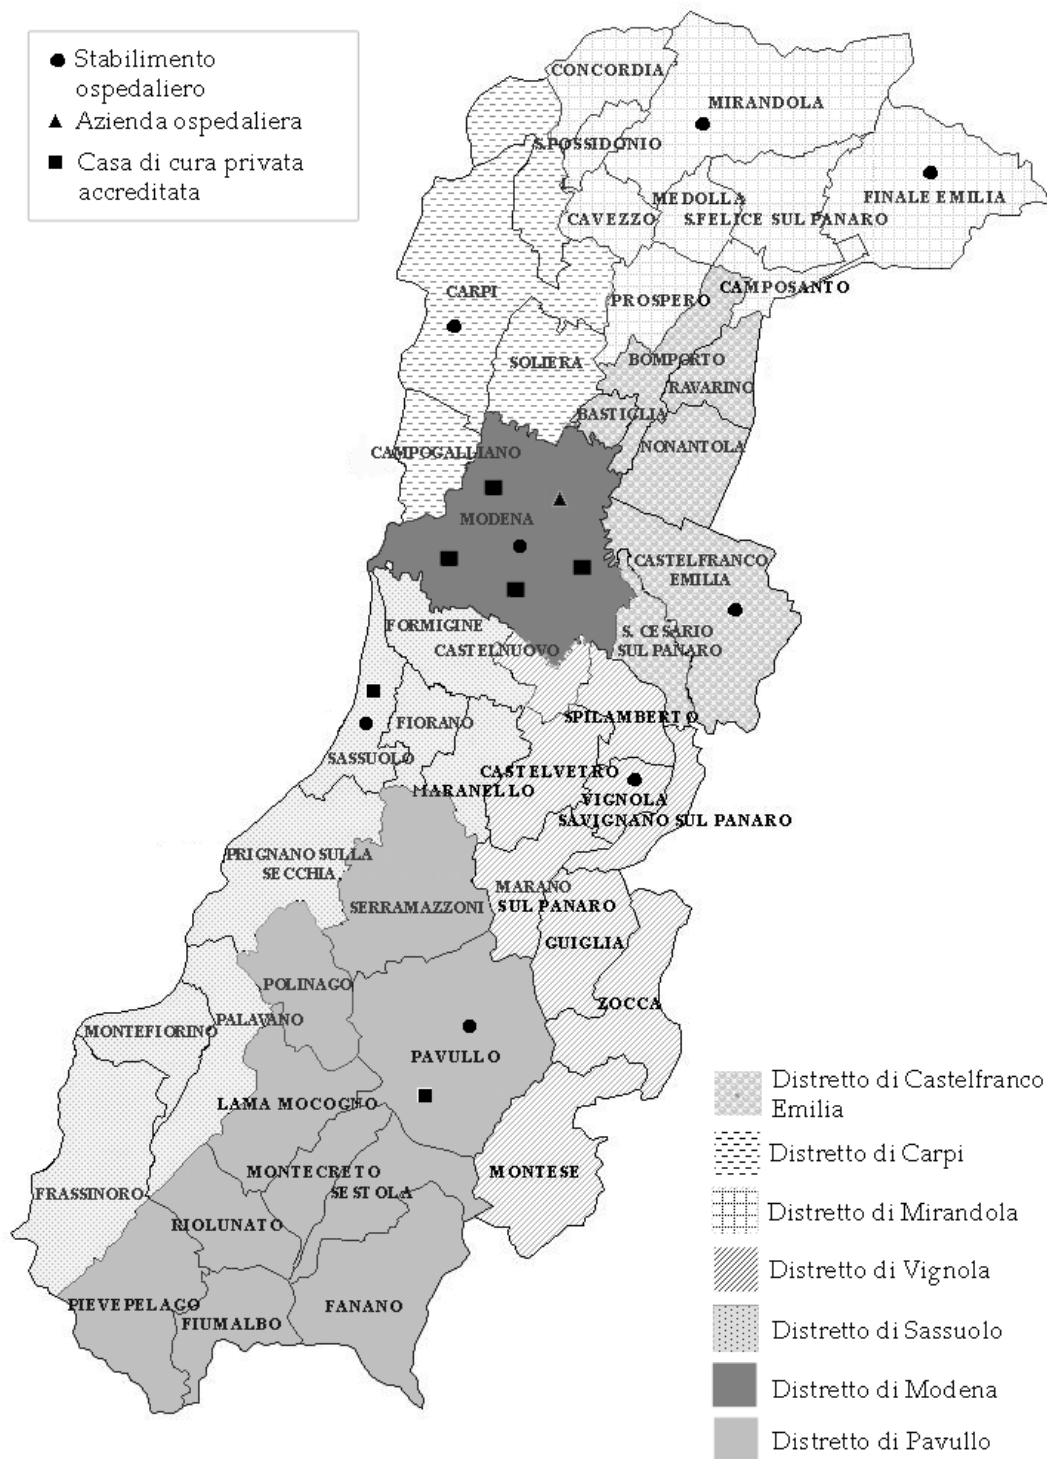 Stabilimento
ospedaliero
Azienda ospedaliera
Casa di cura privata
accreditata
CONCORDIA
MIRANDOLA
S.POSSIDONIO
MEDOLLA
FINALE EMILIA
CAVEZZO
S.FELICE SUL PANARO
CARPI
PROSPERO
CAMPOSANTO
SOLIERA
BOMPORTO
RAVARINO
BASTIGLIA
CAMPOGALLIANO
NONANTOLA
MODENA
CASTELFRANCO
EMILIA
FORMIGINE
S. CESARIO
SUL PANARO
CASTELNUOVO
FIORANO
SPILAMBERTO
SASSUOLO
CASTELVETRO
MARANELLO
VIGNOLA
SAVIGNANO SUL PANARO
PRIGNANO SULLA
SECCHIA
MARANO
SUL PANARO
SERRAMAZZONI
GUIGLIA
POLINAGO
ZOCCA
PALAVANO
MONTEFIORINO
PAVULLO
LAMA MOCOGNO
MONTECRETO
MONTESE
SESTOLA
FRASSINORO
RIOLUNATO
PIEVEPELAGO
FANANO
FIUMALBO
Distretto di Castelfranco
Emilia
Distretto di Carpi
Distretto di Mirandola
Distretto di Vignola
Distretto di Sassuolo
Distretto di Modena
Distretto di Pavullo